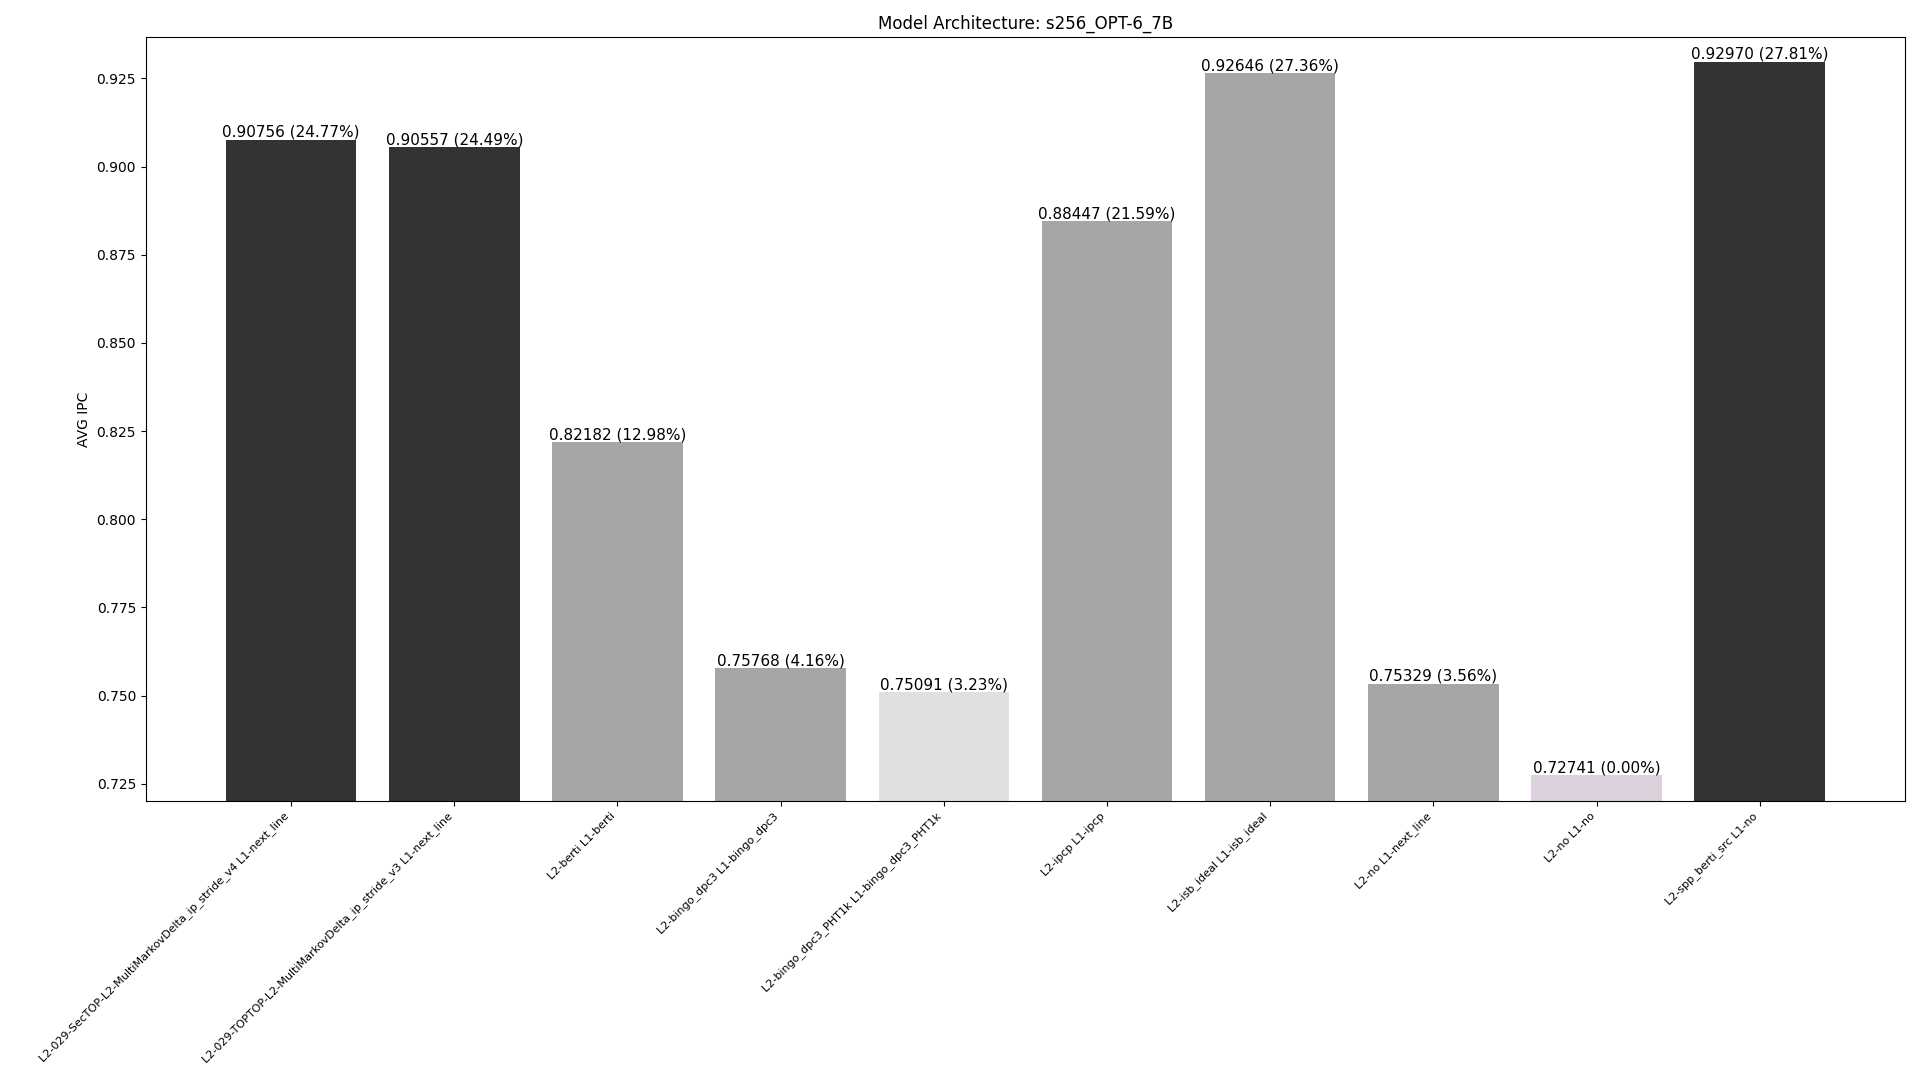 Model Architecture: s256_OPT-6_7B
AVG IPC
0.925
0.900
0.875
0.850
0.825
0.800
0.775
0.750
0.725
0.90756 (24.77%)
0.90557 (24.49%)
0.82182 (12.98%)
0.75768 (4.16%)
0.75091 (3.23%)
0.88447 (21.59%)
0.92646 (27.36%)
0.75329 (3.56%)
0.72741 (0.00%)
0.92970 (27.81%)
L2-029-SecTOP-L2-MultiMarkovDelta_ip_stride_v4 L1-next_line
L2-029-TOPTOP-L2-MultiMarkovDelta_ip_stride_v3 L1-next_line
L2-berti L1-berti
L2-bingo_dpc3 L1-bingo_dpc3
L2-bingo_dpc3_PHT1k L1-bingo_dpc3_PHT1k
L2-ipcp L1-ipcp
L2-isb_ideal L1-isb_ideal
L2-no L1-next_line
L2-no L1-no
L2-spp_berti_src L1-no